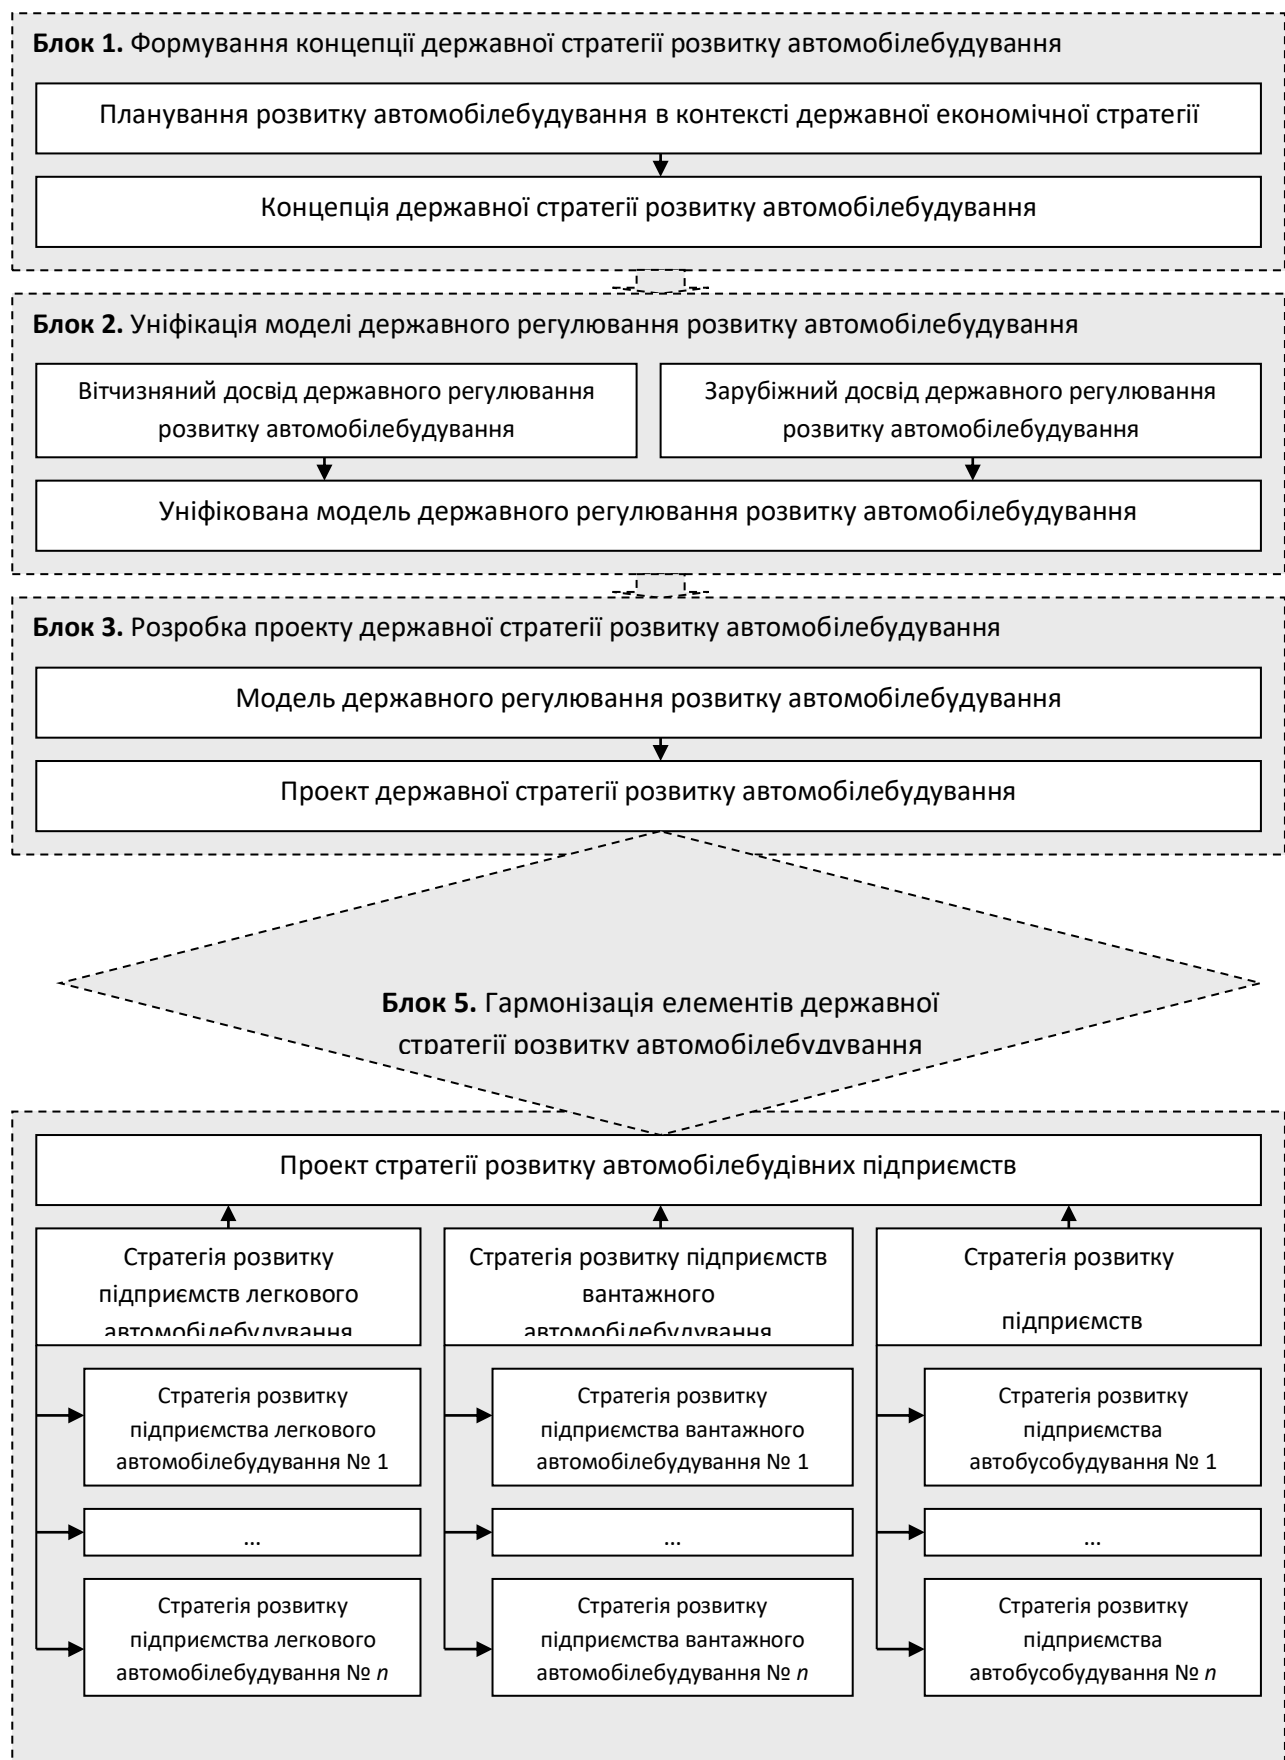 Блок 1. Формування концепції державної стратегії розвитку автомобілебудування
Планування розвитку автомобілебудування в контексті державної економічної стратегії
Концепція державної стратегії розвитку автомобілебудування
Блок 2. Уніфікація моделі державного регулювання розвитку автомобілебудування
Вітчизняний досвід державного регулювання
розвитку автомобілебудування
Зарубіжний досвід державного регулювання
розвитку автомобілебудування
Уніфікована модель державного регулювання розвитку автомобілебудування
Блок 3. Розробка проекту державної стратегії розвитку автомобілебудування
Модель державного регулювання розвитку автомобілебудування
Проект державної стратегії розвитку автомобілебудування
Блок 5. Гармонізація елементів державної
стратегії розвитку автомобілебудування
Проект стратегії розвитку автомобілебудівних підприємств
Стратегія розвитку
підприємств легкового
автомобілебудування
Стратегія розвитку підприємств
вантажного
автомобілебудування
Стратегія розвитку
підприємств
Стратегія розвитку
підприємства легкового
автомобілебудування № 1
Стратегія розвитку
підприємства вантажного
автомобілебудування № 1
Стратегія розвитку
підприємства
автобусобудування № 1
...
...
...
Стратегія розвитку
підприємства легкового
автомобілебудування № n
Стратегія розвитку
підприємства вантажного
автомобілебудування № n
Стратегія розвитку
підприємства
автобусобудування № n